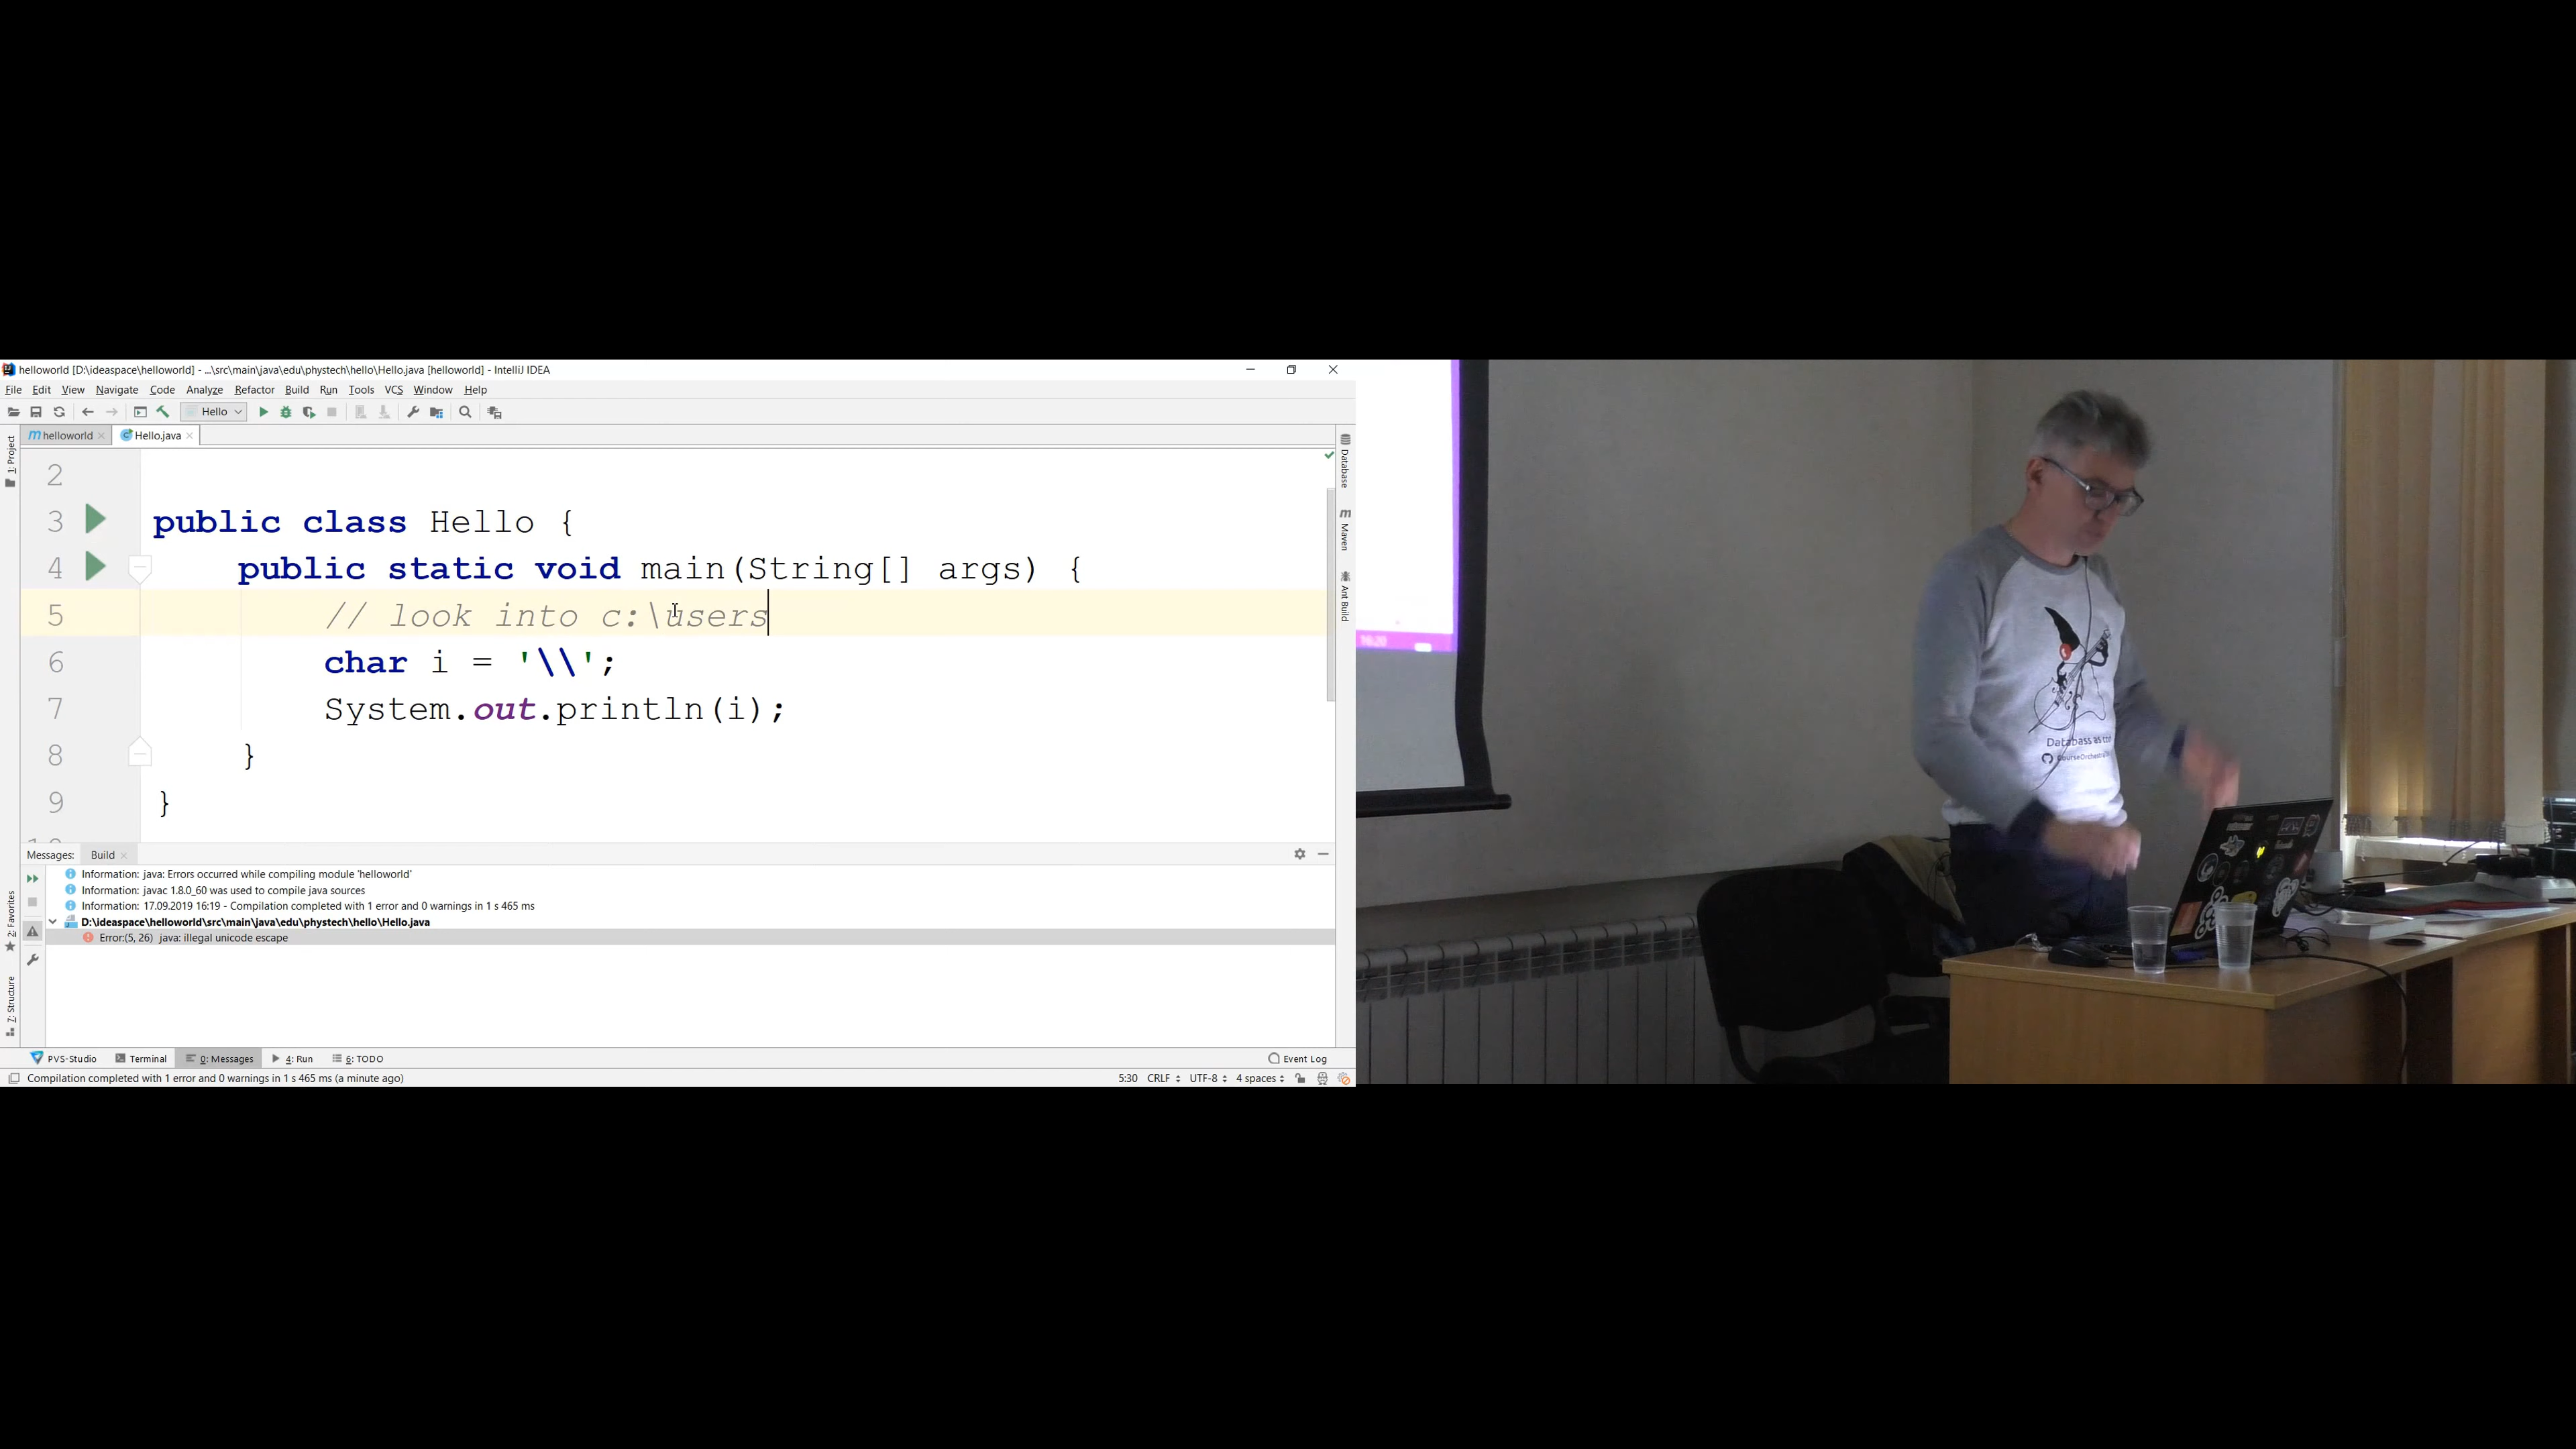 helloworld [D:\ideaspace\helloworld] - ...\src\main\java\edu\phystech\hello\Hello.java [helloworld] - IntelliJ IDEA
File Edit View Navigate Code Analyze Refactor Build Run Tools VCS Window Help
Hello
helloworld Hello.java
1: Project
Database
Maven
Ant Build
2
3 public class Hello {
4 public static void main(String[] args) {
5 // look into c:\users
6 char i = '\\';
7 System.out.println(i);
8 }
9 }
Messages: Build
Information: java: Errors occurred while compiling module 'helloworld'
Information: javac 1.8.0_60 was used to compile java sources
Information: 17.09.2019 16:19 - Compilation completed with 1 error and 0 warnings in 1 s 465 ms
D:\ideaspace\helloworld\src\main\java\edu\phystech\hello\Hello.java
Error:(5, 26) java: illegal unicode escape
2: Favorites
7: Structure
PVS-Studio Terminal 0: Messages 4: Run 6: TODO Event Log
Compilation completed with 1 error and 0 warnings in 1 s 465 ms (a minute ago) 5:30 CRLF UTF-8 4 spaces
16:20
Databass as